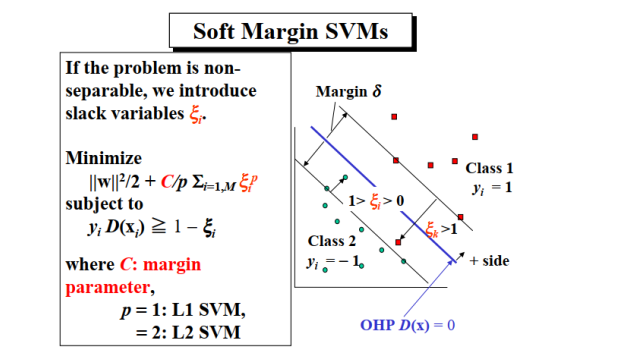 Soft Margin SVMs
If the problem is non-
separable, we introduce
slack variables ξᵢ.
Minimize
||w||²/2 + C/p Σᵢ₌₁,M ξᵢᵖ
subject to
yᵢ D(xᵢ) ≧ 1 − ξᵢ
where C: margin
parameter,
p = 1: L1 SVM,
= 2: L2 SVM
Margin δ
Class 1
yᵢ = 1
1> ξᵢ > 0
ξₖ>1
Class 2
yᵢ = − 1
+ side
OHP D(x) = 0